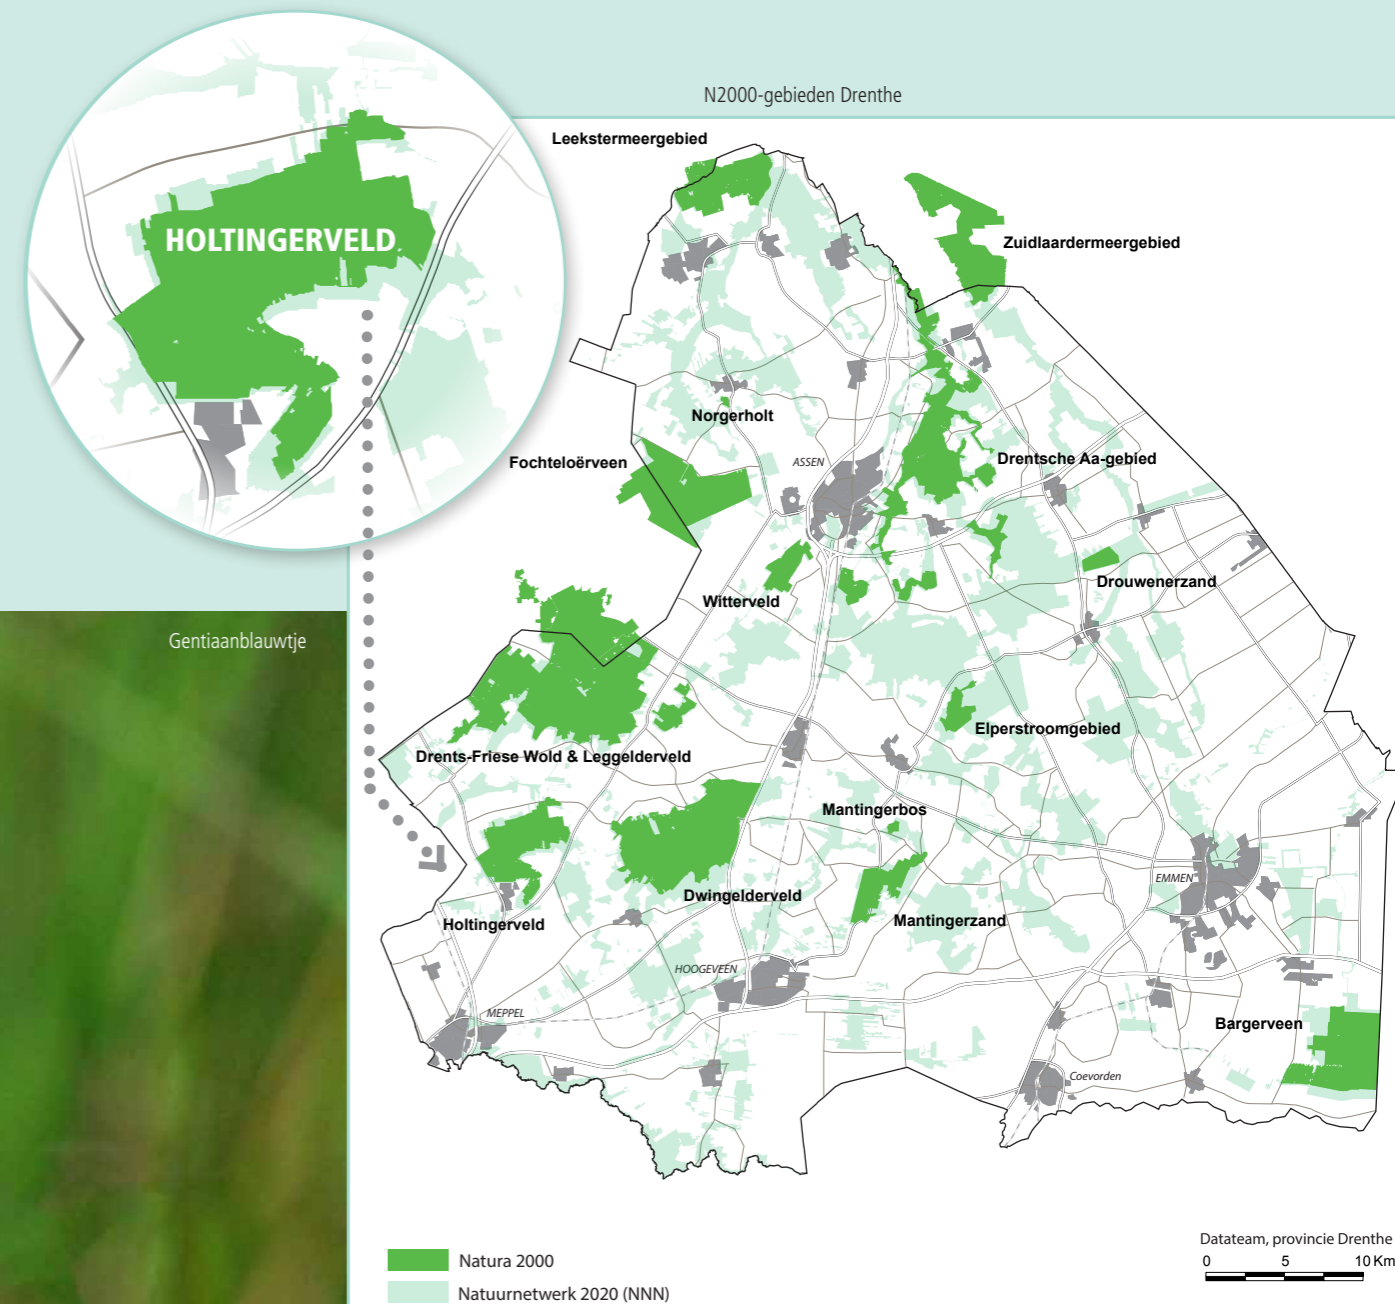 N2000-gebieden Drenthe
HOLTINGERVELD
Leekstermeergebied
Zuidlaardermeergebied
Norgerholt
Fochteloërveen
ASSEN
Drentsche Aa-gebied
Drouwenerzand
Witterveld
Gentiaanblauwtje
Elperstroomgebied
Drents-Friese Wold & Leggelderveld
Mantingerbos
EMMEN
Dwingelderveld
Mantingerzand
Holtingerveld
HOOGEVEEN
MEPPEL
Bargerveen
Coevorden
Datateam, provincie Drenthe
0 5 10 Km
Natura 2000
Natuurnetwerk 2020 (NNN)